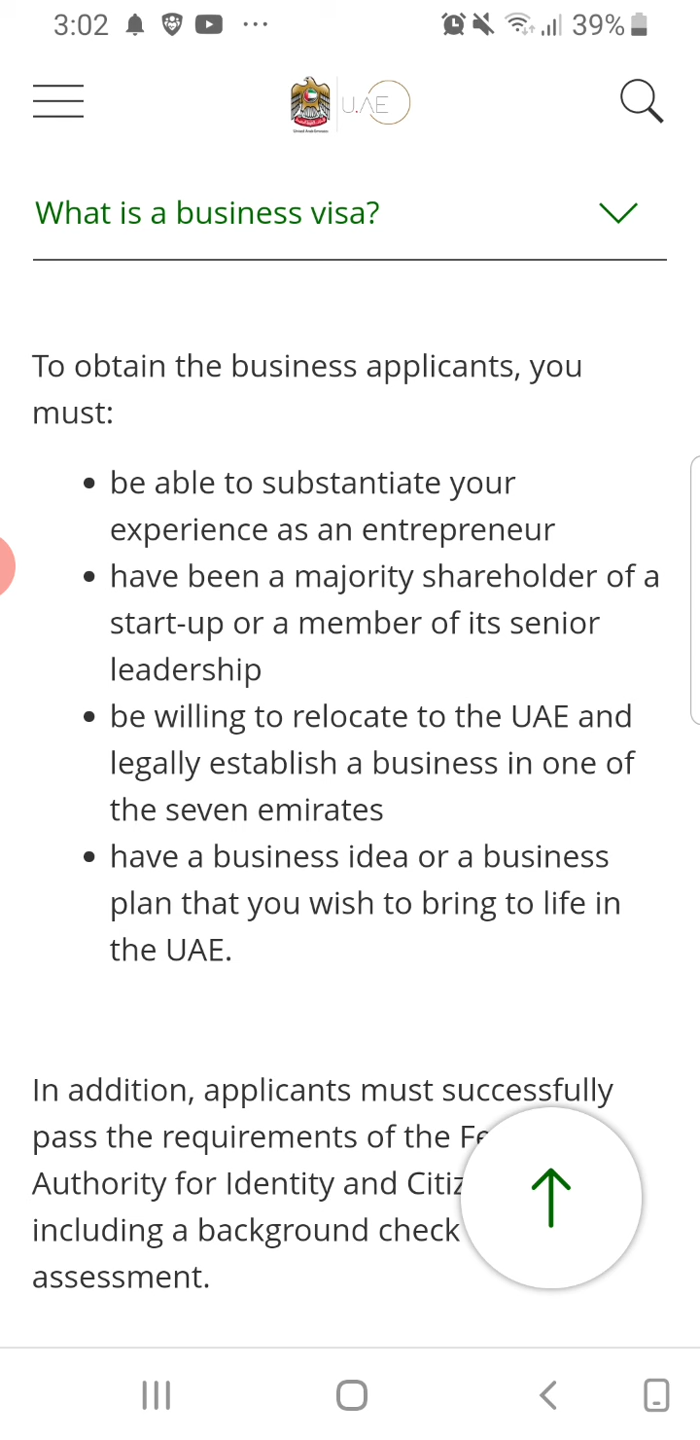 3:02 39%
U.AE
What is a business visa?
To obtain the business applicants, you
must:
• be able to substantiate your
experience as an entrepreneur
• have been a majority shareholder of a
start-up or a member of its senior
leadership
• be willing to relocate to the UAE and
legally establish a business in one of
the seven emirates
• have a business idea or a business
plan that you wish to bring to life in
the UAE.
In addition, applicants must successfully
pass the requirements of the
Authority for Identity and
including a background check
assessment.